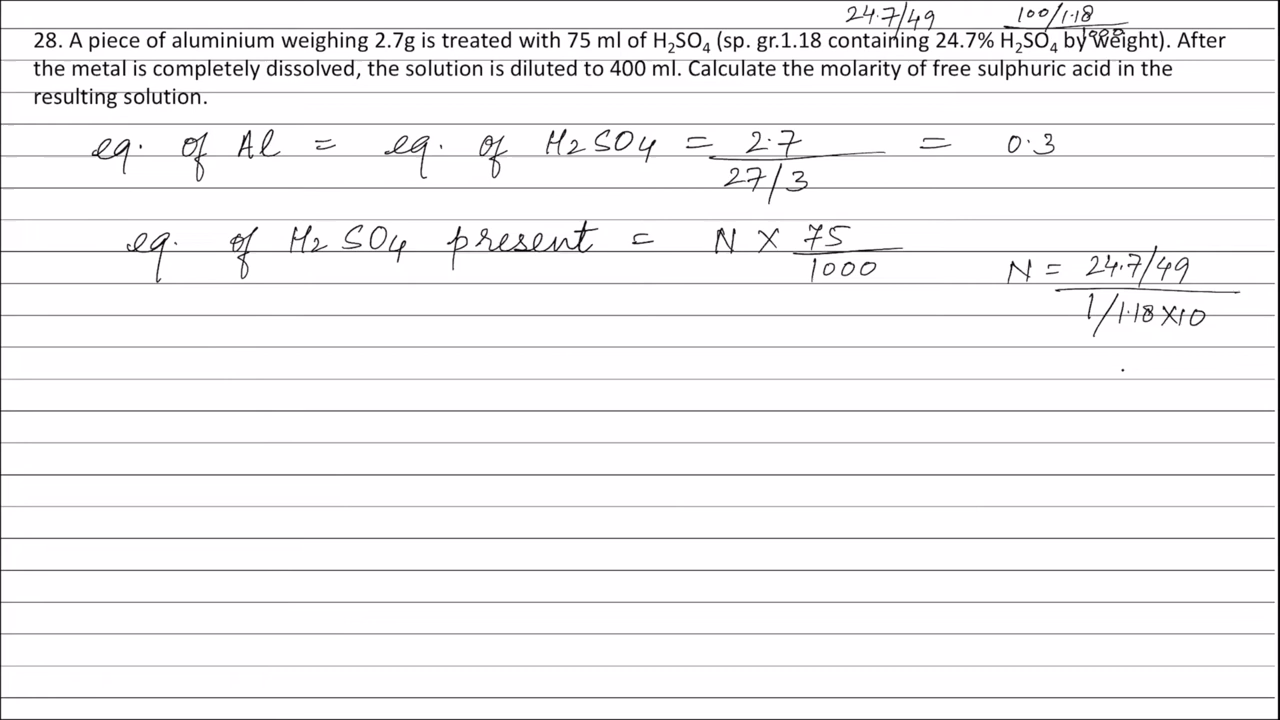 24.7/49 100/1.18
1000
28. A piece of aluminium weighing 2.7g is treated with 75 ml of H₂SO₄ (sp. gr.1.18 containing 24.7% H₂SO₄ by weight). After
the metal is completely dissolved, the solution is diluted to 400 ml. Calculate the molarity of free sulphuric acid in the
resulting solution.
eq. of Al = eq. of H₂SO₄ = 2.7 = 0.3
27/3
eq. of H₂SO₄ present = N × 75
1000
N = 24.7/49
1/1.18×10